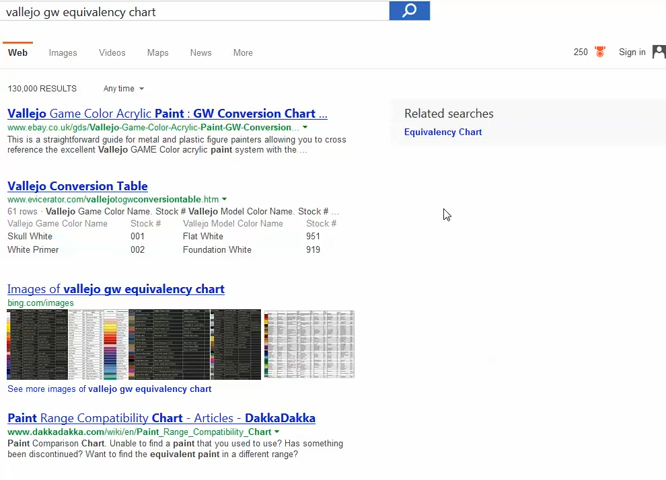 vallejo gw equivalency chart
Web Images Videos Maps News More 250 Sign in
130,000 RESULTS Any time
Vallejo Game Color Acrylic Paint : GW Conversion Chart ...
www.ebay.co.uk/gds/Vallejo-Game-Color-Acrylic-Paint-GW-Conversion...
This is a straightforward guide for metal and plastic figure painters allowing you to cross
reference the excellent Vallejo GAME Color acrylic paint system with the ...
Related searches
Equivalency Chart
Vallejo Conversion Table
www.evicerator.com/vallejotogwconversiontable.htm
61 rows · Vallejo Game Color Name. Stock # Vallejo Model Color Name. Stock # ...
Vallejo Game Color Name Stock # Vallejo Model Color Name Stock #
Skull White 001 Flat White 951
White Primer 002 Foundation White 919
Images of vallejo gw equivalency chart
bing.com/images
See more images of vallejo gw equivalency chart
Paint Range Compatibility Chart - Articles - DakkaDakka
www.dakkadakka.com/wiki/en/Paint_Range_Compatibility_Chart
Paint Comparison Chart. Unable to find a paint that you used to use? Has something
been discontinued? Want to find the equivalent paint in a different range?